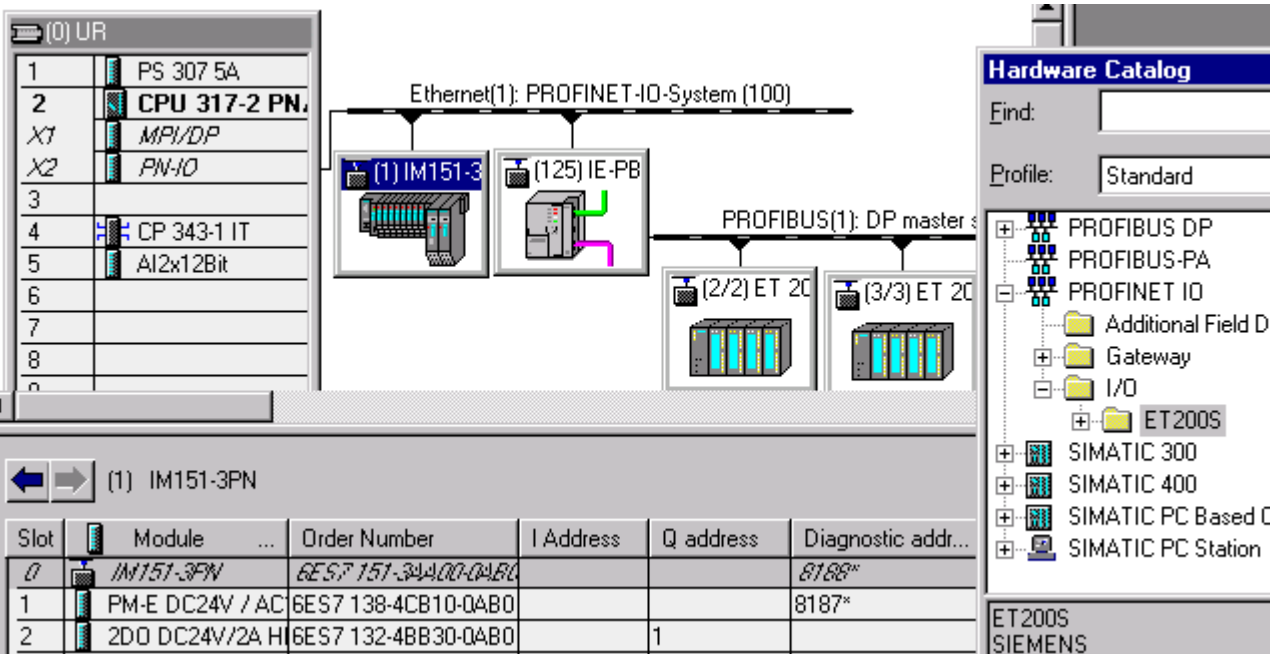 (0) UR
1 PS 307 5A
2 CPU 317-2 PN
X1 MPI/DP
X2 PN-IO
3
4 CP 343-1 IT
5 AI2x12Bit
6
7
8
Ethernet(1): PROFINET-IO-System (100)
(1) IM151-3
(125) IE-PB
PROFIBUS(1): DP master
(2/2) ET 20
(3/3) ET 20
Hardware Catalog
Find:
Profile: Standard
PROFIBUS DP
PROFIBUS-PA
PROFINET IO
Additional Field D
Gateway
I/O
ET200S
SIMATIC 300
SIMATIC 400
SIMATIC PC Based
SIMATIC PC Station
ET200S
SIEMENS
(1) IM151-3PN
Slot Module ... Order Number I Address Q address Diagnostic addr...
0 IM151-3PN 6ES7 151-3AA00-0AB0 8188*
1 PM-E DC24V / AC 6ES7 138-4CB10-0AB0 8187*
2 2DO DC24V/2A 6ES7 132-4BB30-0AB0 1